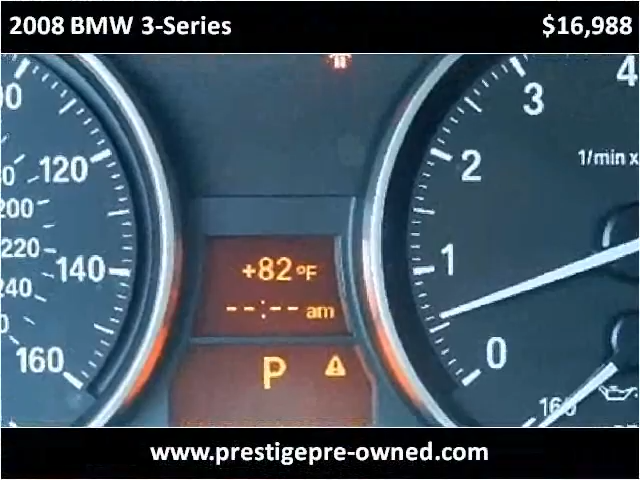 2008 BMW 3-Series $16,988
4
3
120
2
1/min x
200
220
+82°F
140
1
240
--:-- am
160
0
P
160
www.prestigepre-owned.com